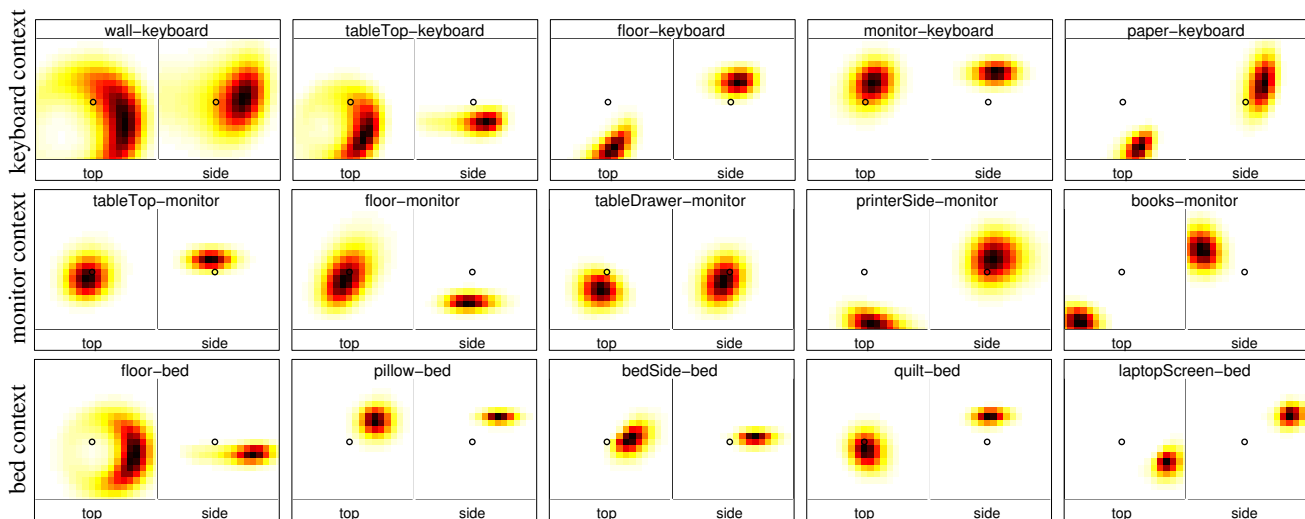 keyboard context
wall-keyboard
top side
tableTop-keyboard
top side
floor-keyboard
top side
monitor-keyboard
top side
paper-keyboard
top side
monitor context
tableTop-monitor
top side
floor-monitor
top side
tableDrawer-monitor
top side
printerSide-monitor
top side
books-monitor
top side
bed context
floor-bed
top side
pillow-bed
top side
bedSide-bed
top side
quilt-bed
top side
laptopScreen-bed
top side